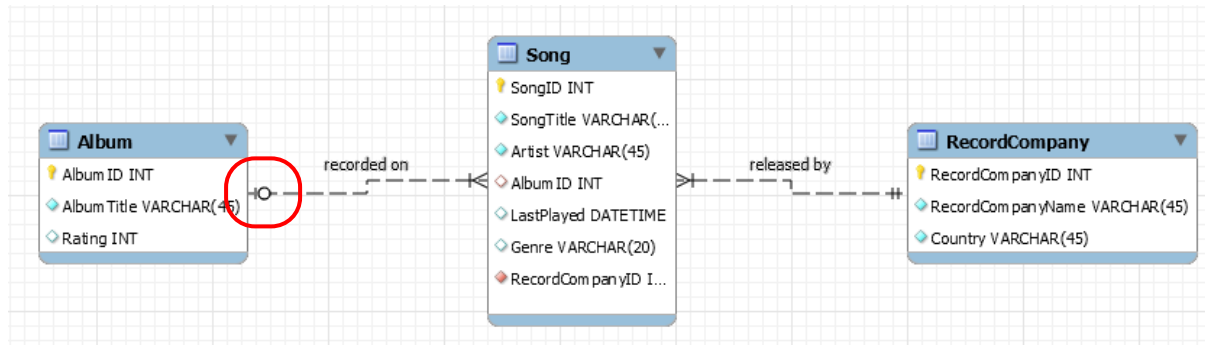 Album
AlbumID INT
AlbumTitle VARCHAR(45)
Rating INT
recorded on
Song
SongID INT
SongTitle VARCHAR(...
Artist VARCHAR(45)
AlbumID INT
LastPlayed DATETIME
Genre VARCHAR(20)
RecordCompanyID I...
released by
RecordCompany
RecordCompanyID INT
RecordCompanyName VARCHAR(45)
Country VARCHAR(45)